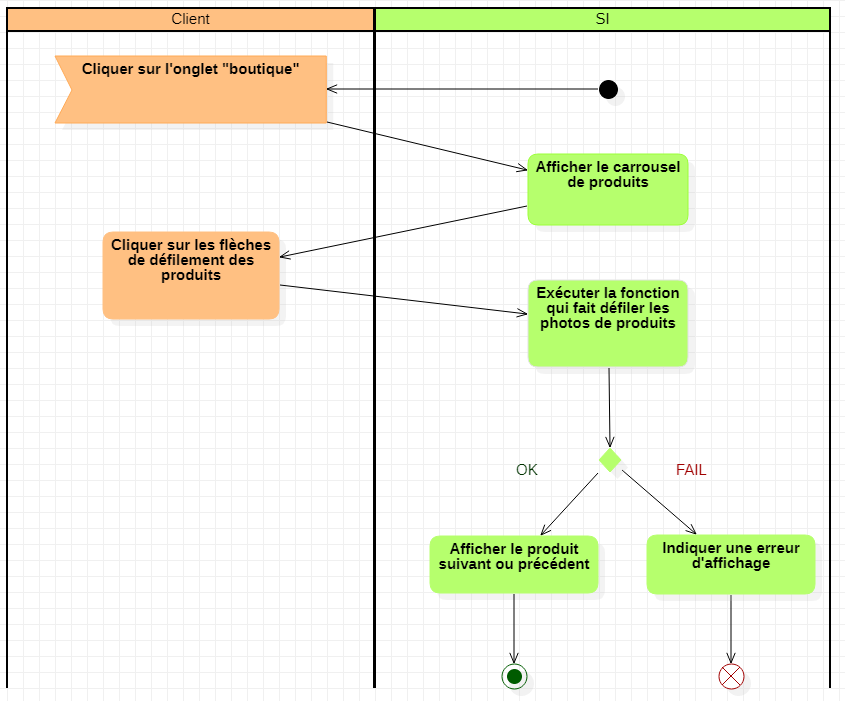 Client
SI
Cliquer sur l'onglet "boutique"
Afficher le carrousel
de produits
Cliquer sur les flèches
de défilement des
produits
Exécuter la fonction
qui fait défiler les
photos de produits
OK
FAIL
Afficher le produit
suivant ou précédent
Indiquer une erreur
d'affichage